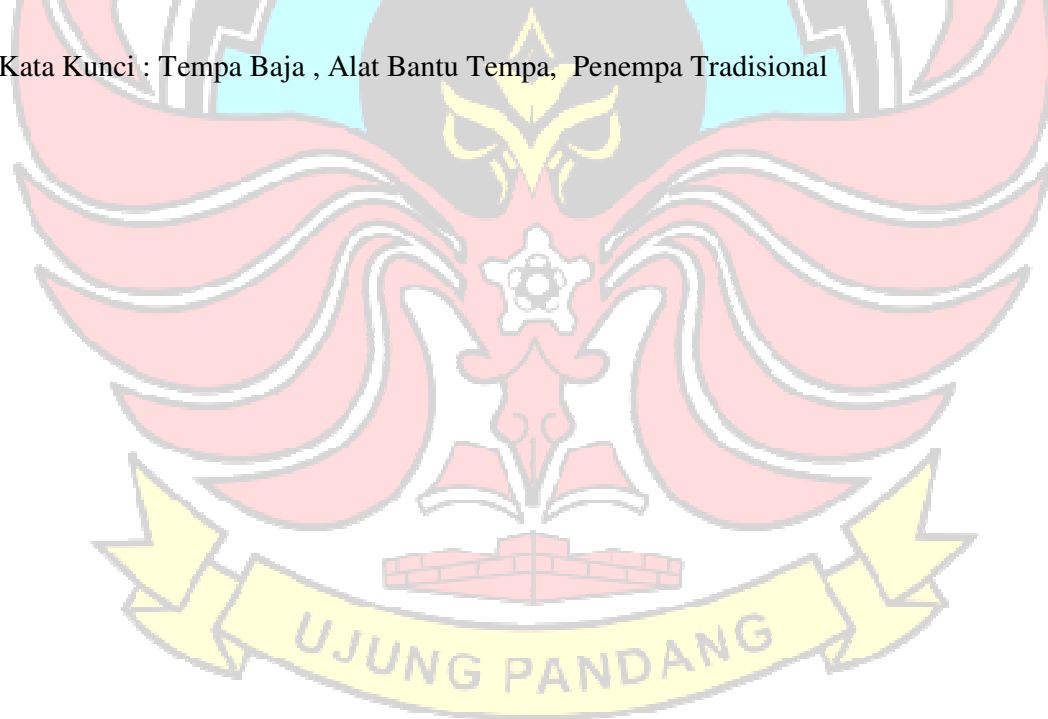 Kata Kunci : Tempa Baja , Alat Bantu Tempa,  Penempa Tradisional
UJUNG PANDANG